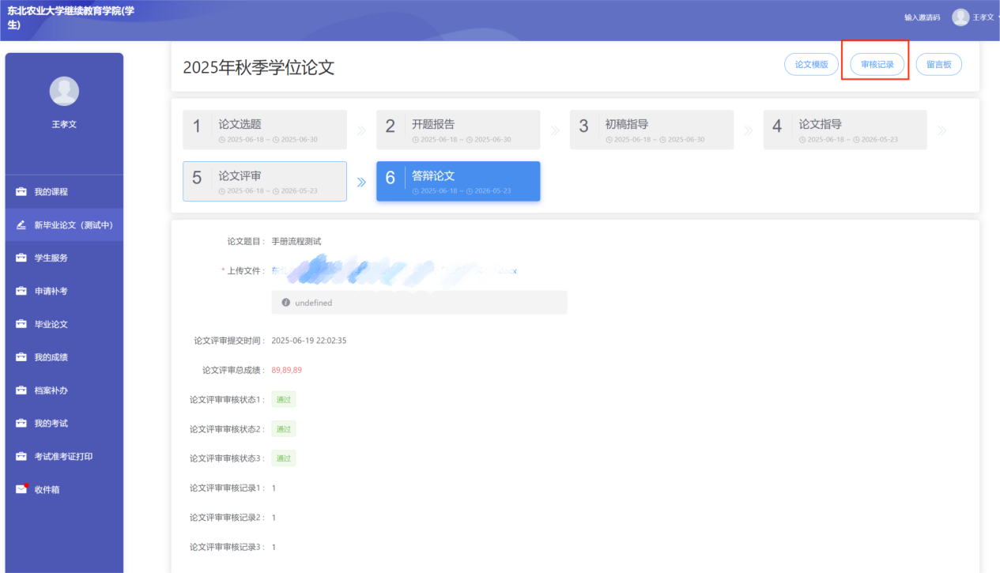 东北农业大学继续教育学院(学
生)
输入邀请码
王孝文
王孝文
我的课程
新毕业论文（测试中）
学生服务
申请补考
毕业论文
我的成绩
档案补办
我的考试
考试准考证打印
收件箱
2025年秋季学位论文
论文模版
审核记录
留言板
1 论文选题
2025-06-18 ~ 2025-06-30
2 开题报告
2025-06-18 ~ 2025-06-30
3 初稿指导
2025-06-18 ~ 2025-06-30
4 论文指导
2025-06-18 ~ 2026-05-23
5 论文评审
2025-06-18 ~ 2026-05-23
6 答辩论文
2025-06-18 ~ 2026-05-23
论文题目： 手册流程测试
* 上传文件： 东北
undefined
论文评审提交时间： 2025-06-19 22:02:35
论文评审总成绩： 89,89,89
论文评审审核状态1： 通过
论文评审审核状态2： 通过
论文评审审核状态3： 通过
论文评审审核记录1： 1
论文评审审核记录2： 1
论文评审审核记录3： 1